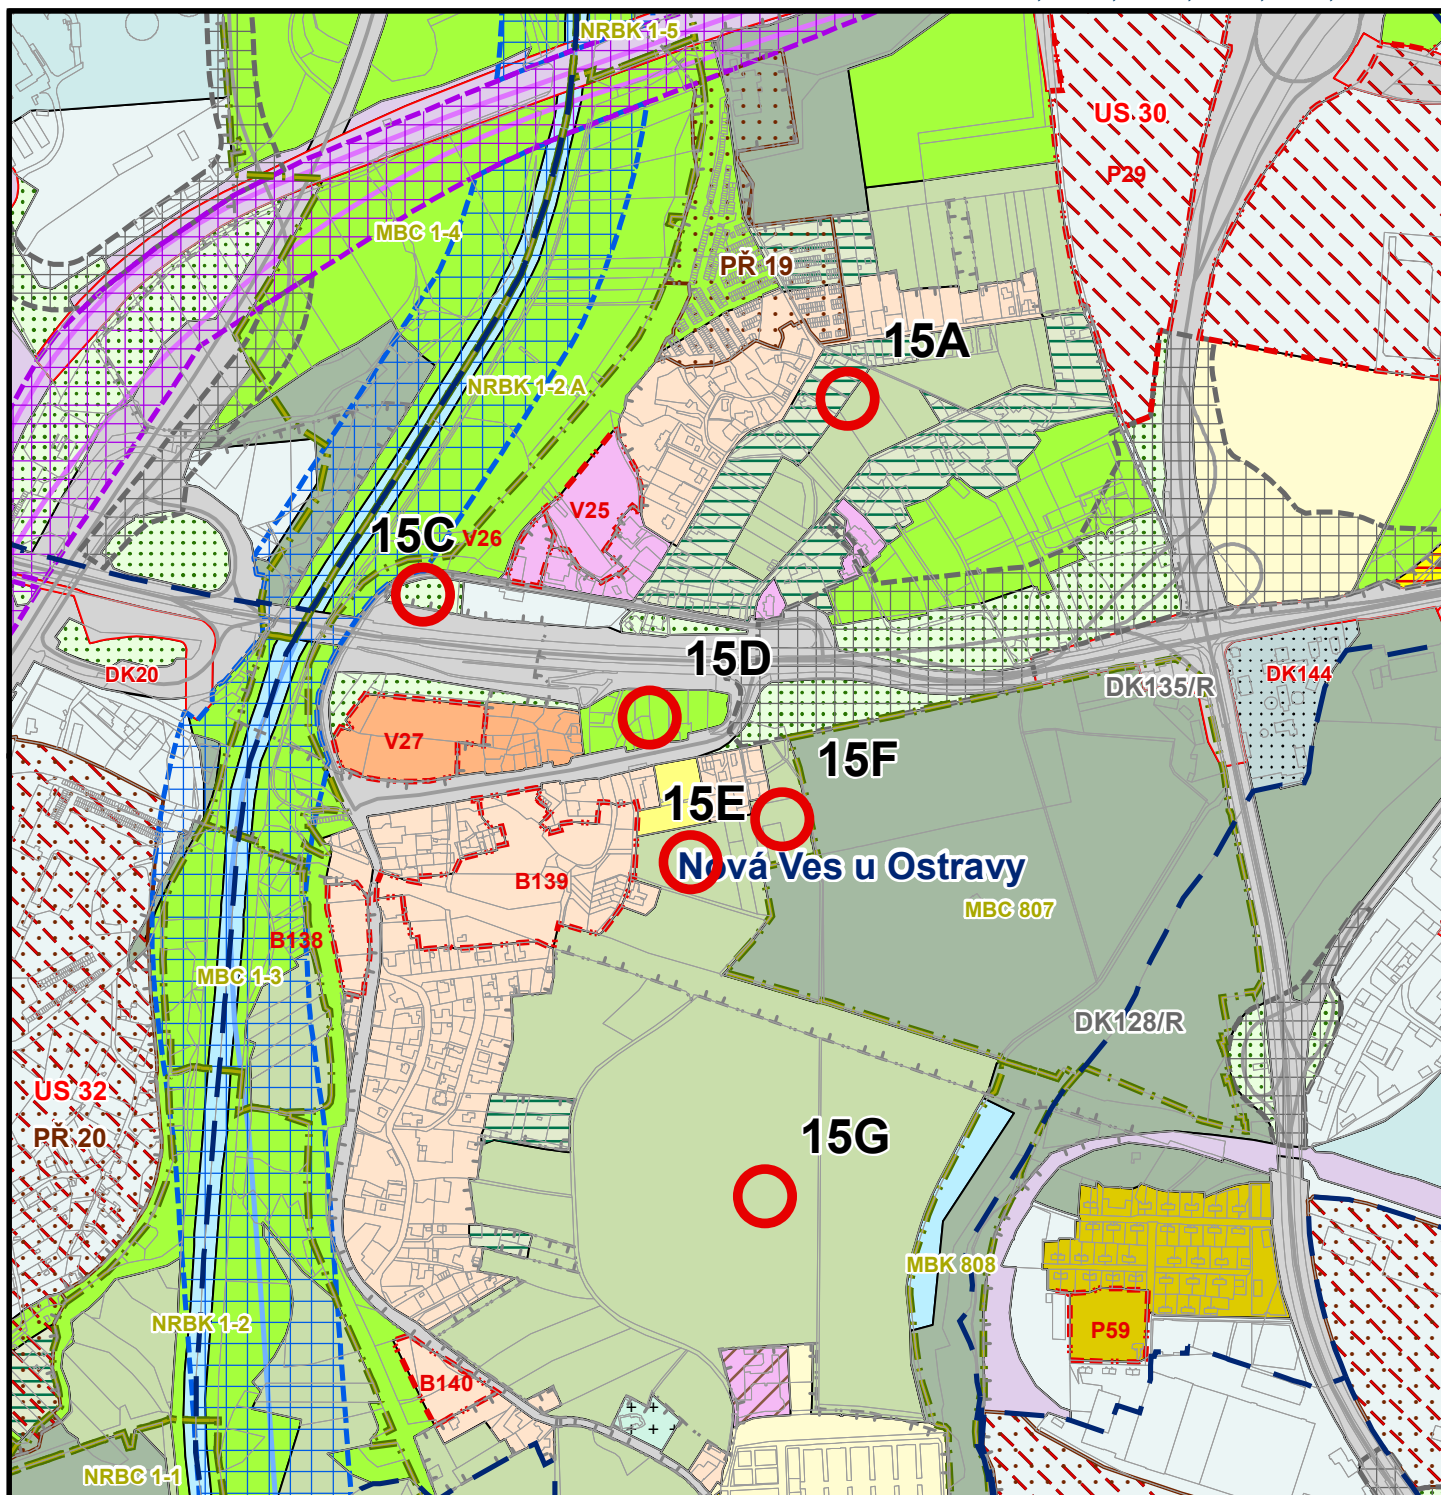 NRBK 1-5
US 30
P29
MBC 1-4
PŘ 19
15A
NRBK 1-2 A
V25
15C
V26
15D
DK20
DK144
DK135/R
V27
15F
15E
Nová Ves u Ostravy
B139
MBC 807
B138
MBC 1-3
DK128/R
US 32
PŘ 20
15G
MBK 808
NRBK 1-2
P59
B140
NRBC 1-1